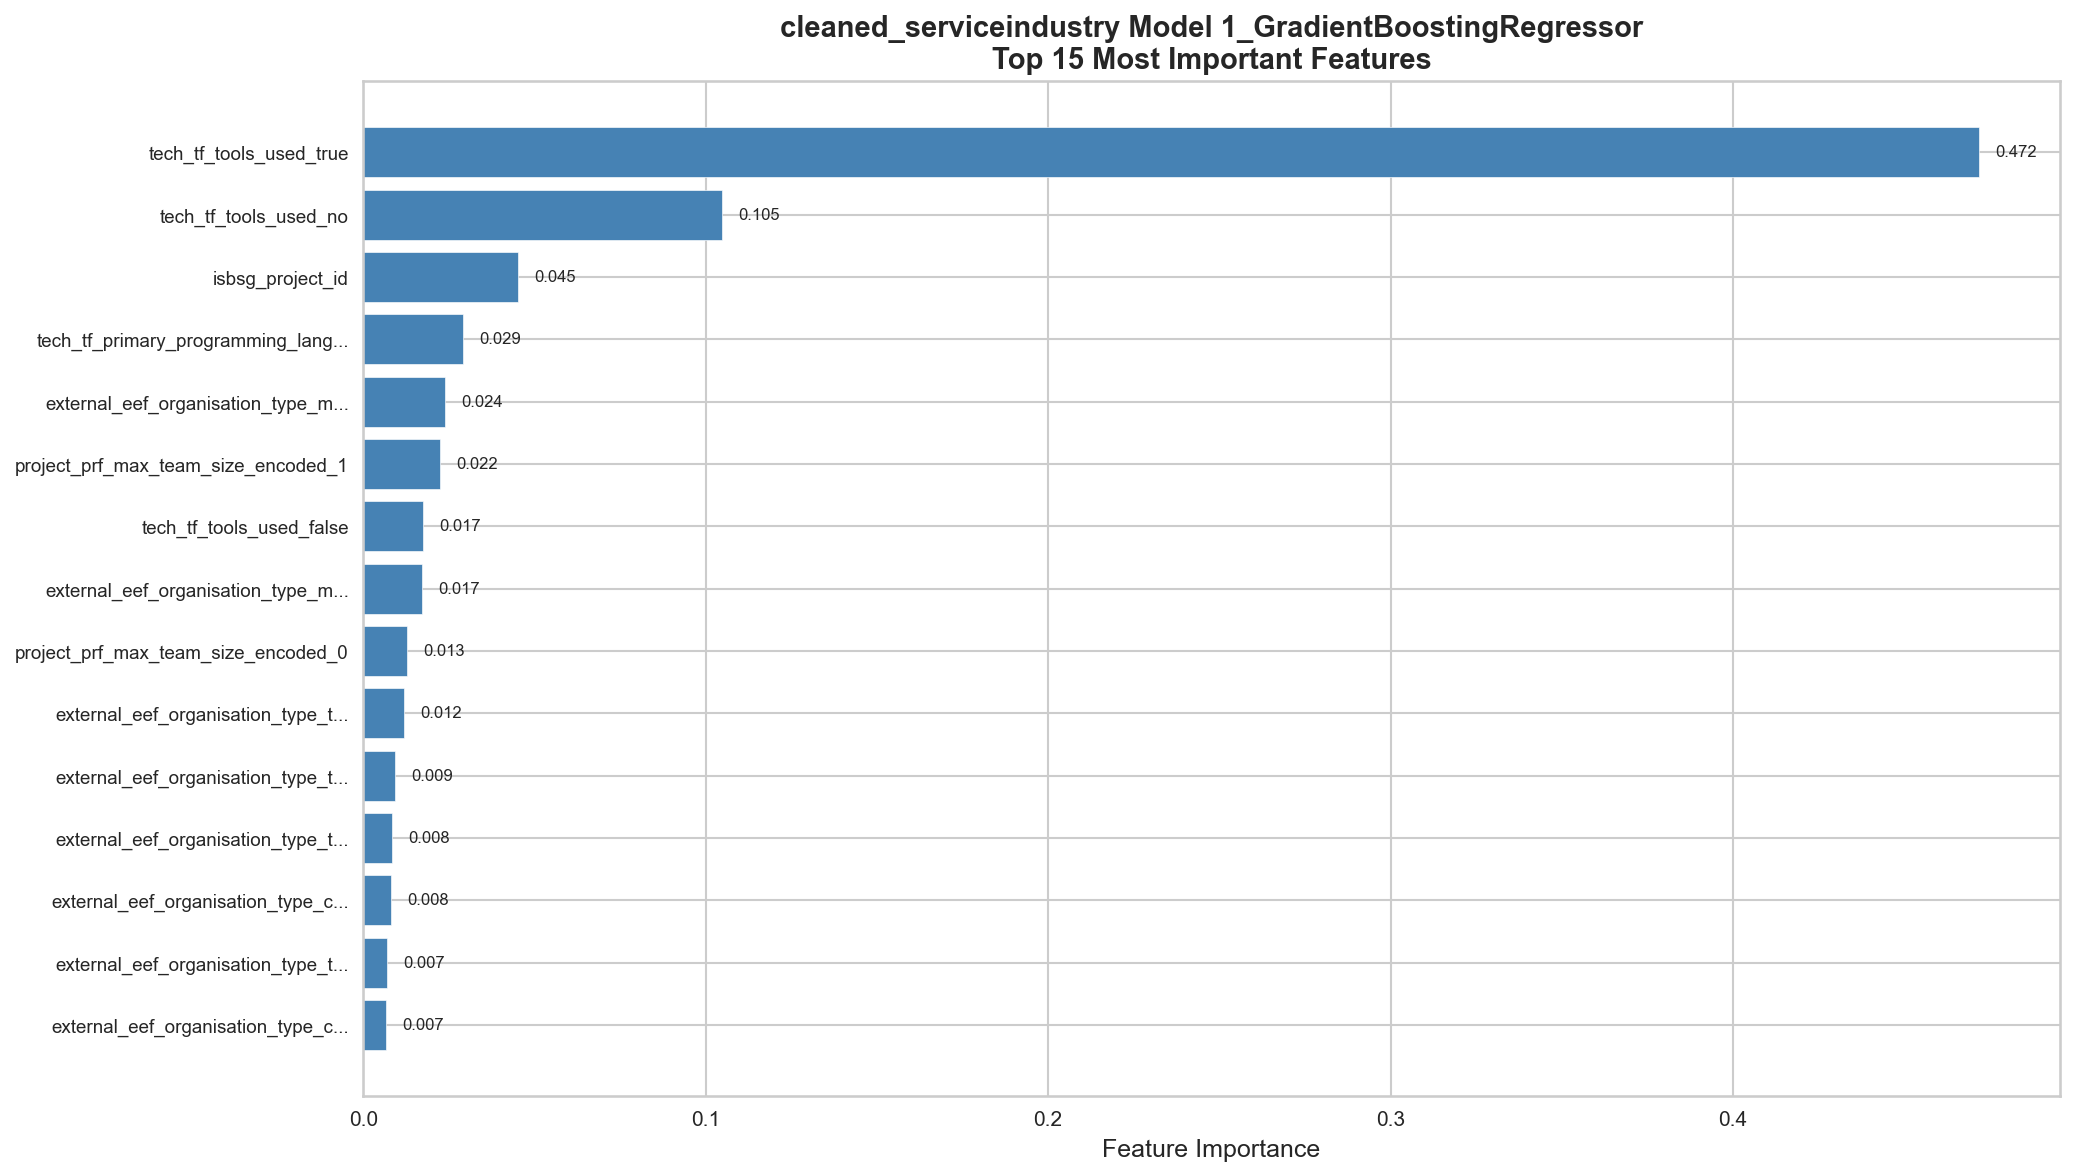 cleaned_serviceindustry Model 1_GradientBoostingRegressor
Top 15 Most Important Features
tech_tf_tools_used_true 0.472
tech_tf_tools_used_no 0.105
isbsg_project_id 0.045
tech_tf_primary_programming_lang... 0.029
external_eef_organisation_type_m... 0.024
project_prf_max_team_size_encoded_1 0.022
tech_tf_tools_used_false 0.017
external_eef_organisation_type_m... 0.017
project_prf_max_team_size_encoded_0 0.013
external_eef_organisation_type_t... 0.012
external_eef_organisation_type_t... 0.009
external_eef_organisation_type_t... 0.008
external_eef_organisation_type_c... 0.008
external_eef_organisation_type_t... 0.007
external_eef_organisation_type_c... 0.007
0.0 0.1 0.2 0.3 0.4
Feature Importance